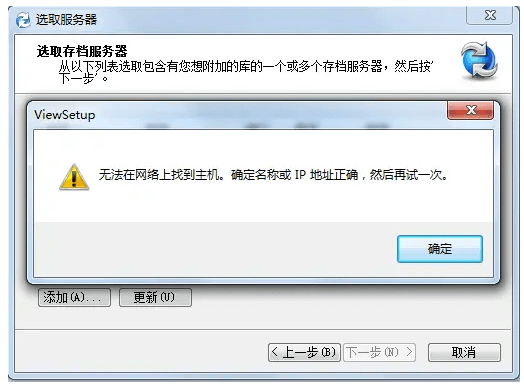 选取服务器
选取存档服务器
从以下列表选取包含有您想附加的库的一个或多个存档服务器，然后按'
下一步'。
ViewSetup
无法在网络上找到主机。确定名称或 IP 地址正确，然后再试一次。
确定
添加(A)... 更新(U)
< 上一步(B) 下一步(N) > 取消